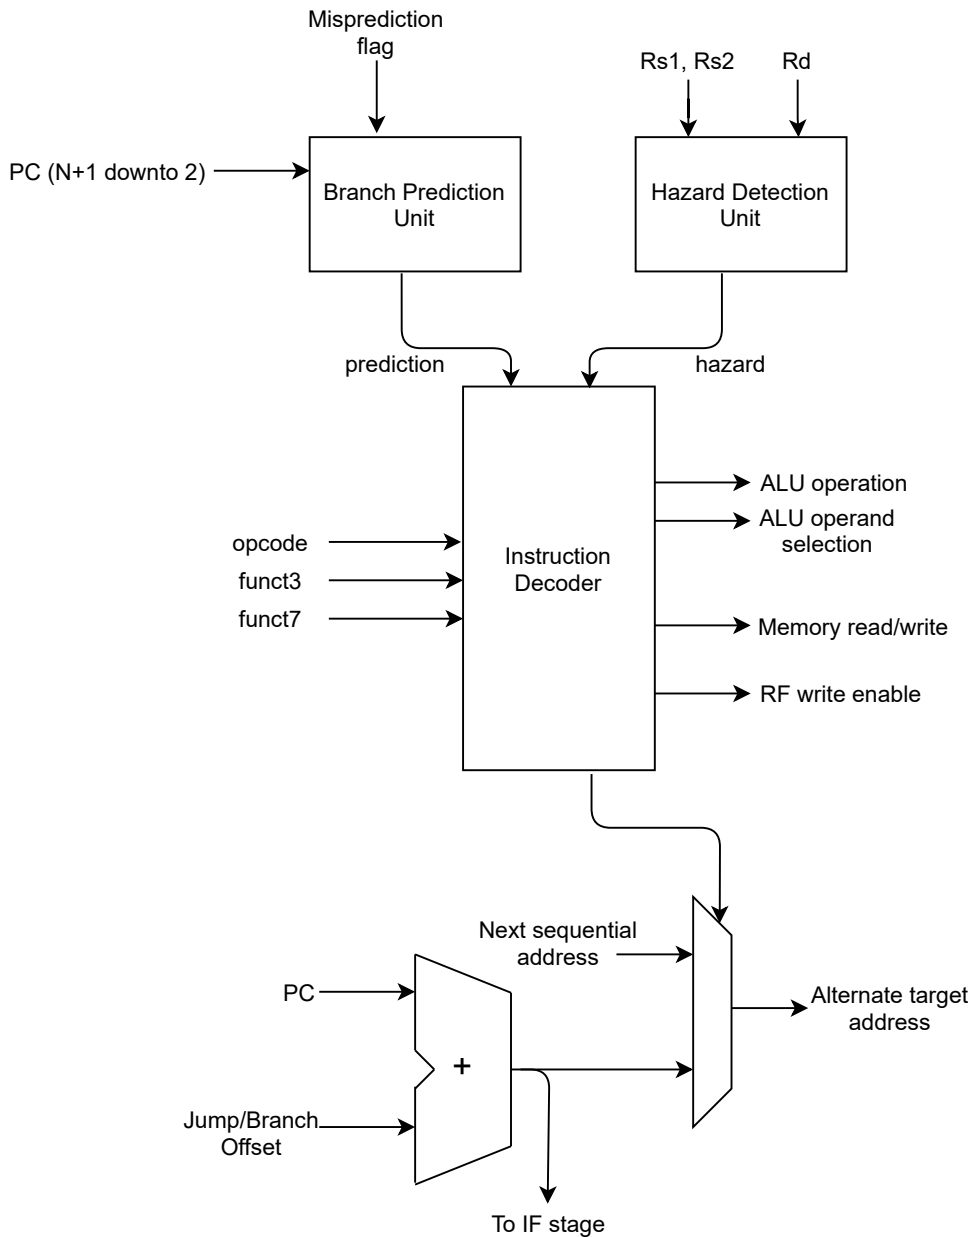 Misprediction
flag
Rs1, Rs2
Rd
PC (N+1 downto 2)
Branch Prediction
Unit
Hazard Detection
Unit
prediction
hazard
ALU operation
ALU operand
selection
opcode
funct3
funct7
Instruction
Decoder
Memory read/write
RF write enable
Next sequential
address
PC
Alternate target
address
+
Jump/Branch
Offset
To IF stage